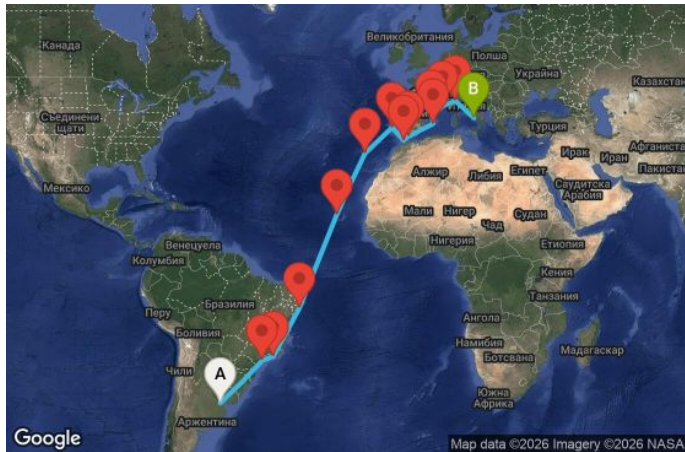 Великобритания
Канада
Полша
Украйна
Казахстан
B
Съединени
щати
Турция
Ирак
Иран
Афганистан
Пакистан
Алжир
Либия
Египет
Саудитска
Арабия
Мексико
Мали
Нигер
Чад
Судан
Нигерия
Етиопия
Венецуела
Колумбия
Кения
Танзания
Бразилия
Перу
Ангола
Боливия
Намибия
Ботсвана
Мадагаскар
Чили
A
Южна
Африка
Аржентина
Google
Map data ©2026 Imagery ©2026 NASA